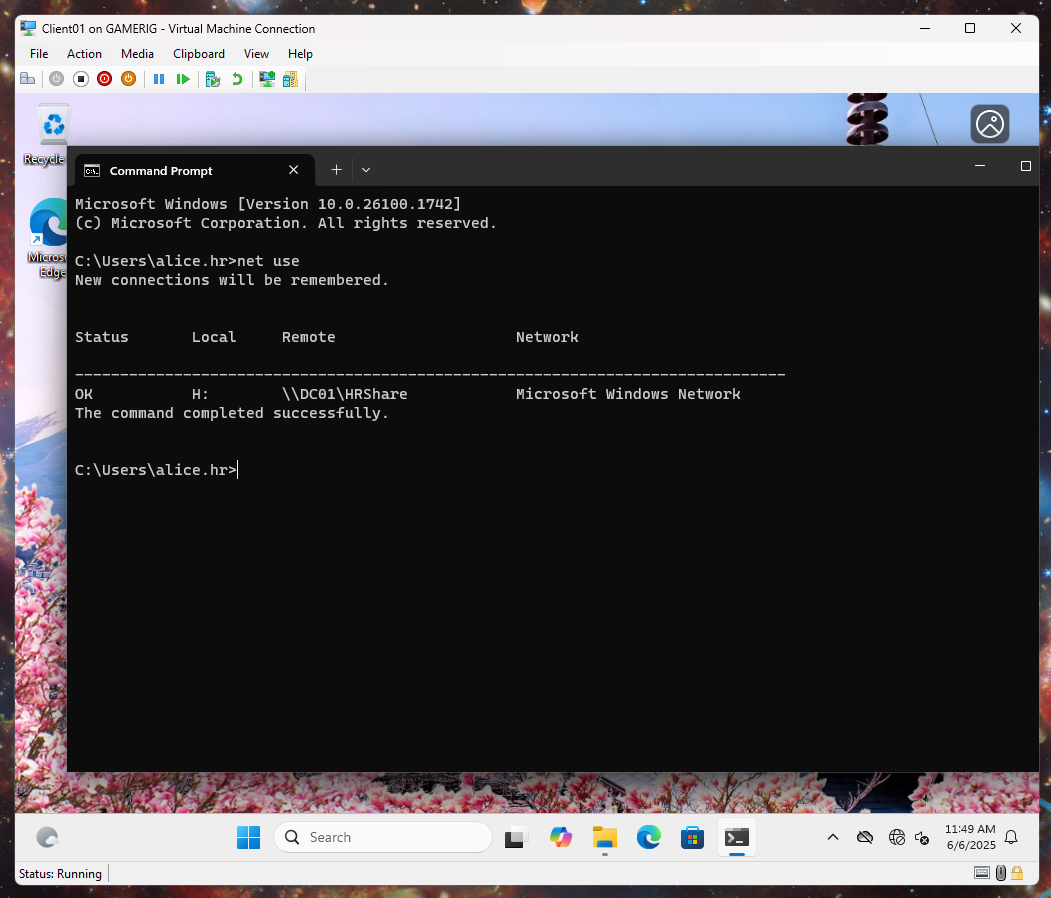 Client01 on GAMERIG - Virtual Machine Connection
File Action Media Clipboard View Help
Recycle
Micros
Edge
Command Prompt
Microsoft Windows [Version 10.0.26100.1742]
(c) Microsoft Corporation. All rights reserved.
C:\Users\alice.hr>net use
New connections will be remembered.
Status Local Remote Network
-------------------------------------------------------------------------------
OK H: \\DC01\HRShare Microsoft Windows Network
The command completed successfully.
C:\Users\alice.hr>
Search
11:49 AM
6/6/2025
Status: Running